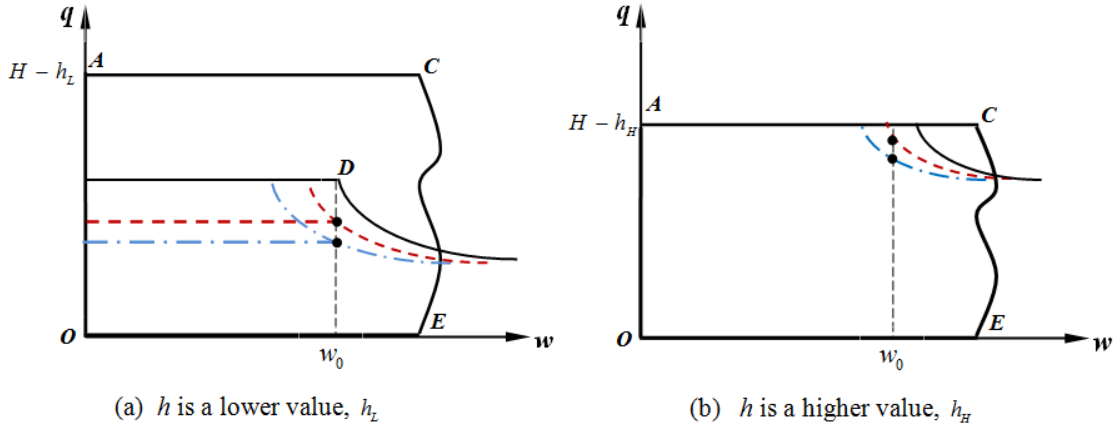 q
A
C
H − h_L
D
O
E
w
w_0
(a) h is a lower value, h_L
q
A
C
H − h_H
O
E
w
w_0
(b) h is a higher value, h_H